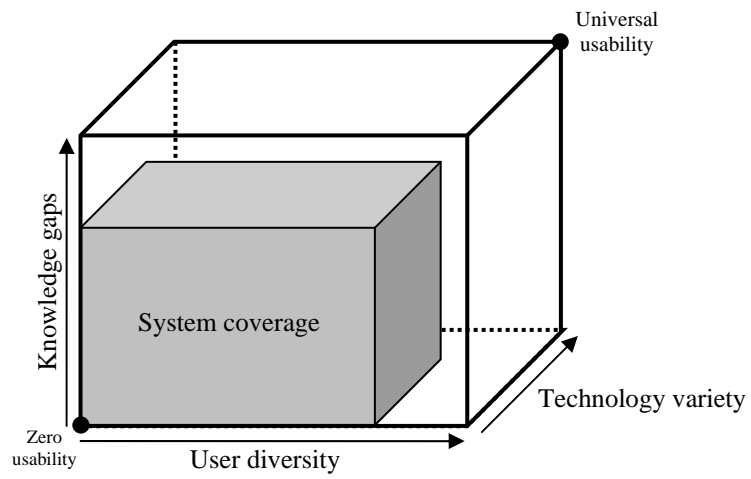 Universal
usability
Knowledge gaps
System coverage
Technology variety
Zero
usability
User diversity